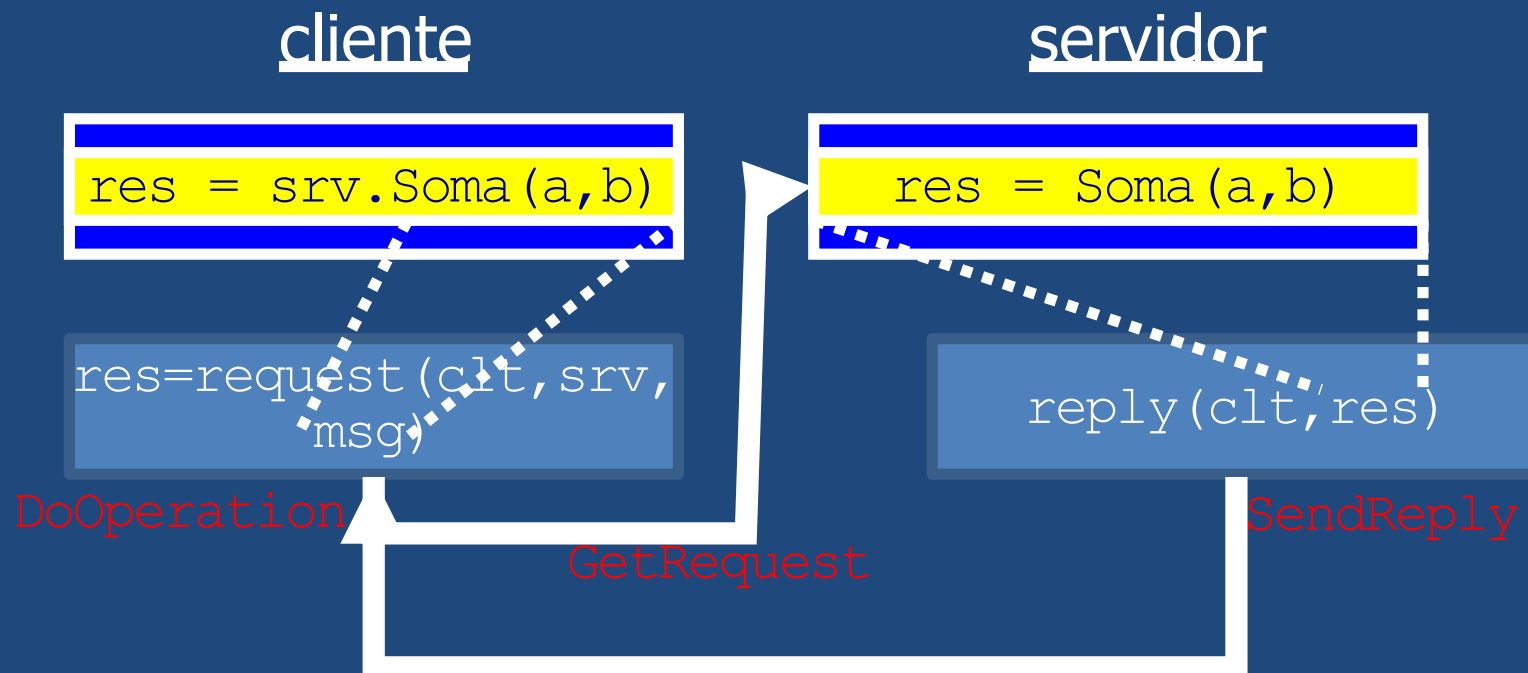 cliente
servidor
res = srv.Soma(a,b)
res = Soma(a,b)
res=request(clt,srv,
msg)
reply(clt,res)
DoOperation
SendReply
GetRequest